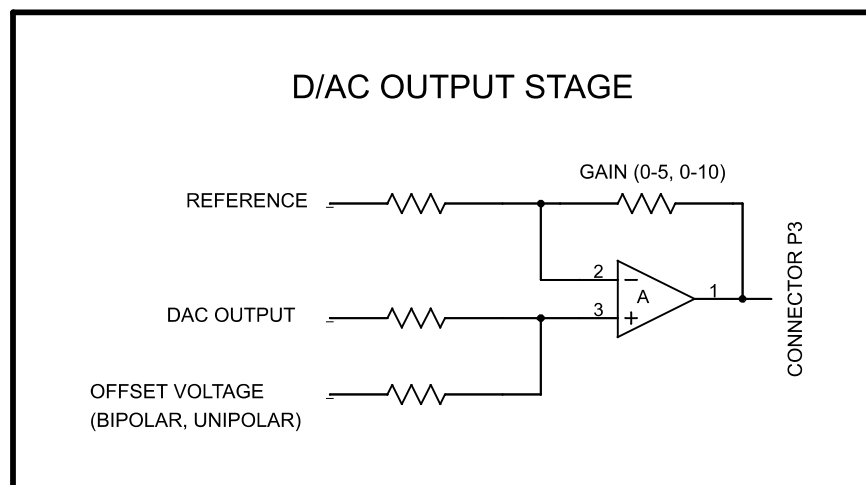 D/AC OUTPUT STAGE
GAIN (0-5, 0-10)
REFERENCE
2
−
A
1
DAC OUTPUT
3
+
OFFSET VOLTAGE
(BIPOLAR, UNIPOLAR)
CONNECTOR P3